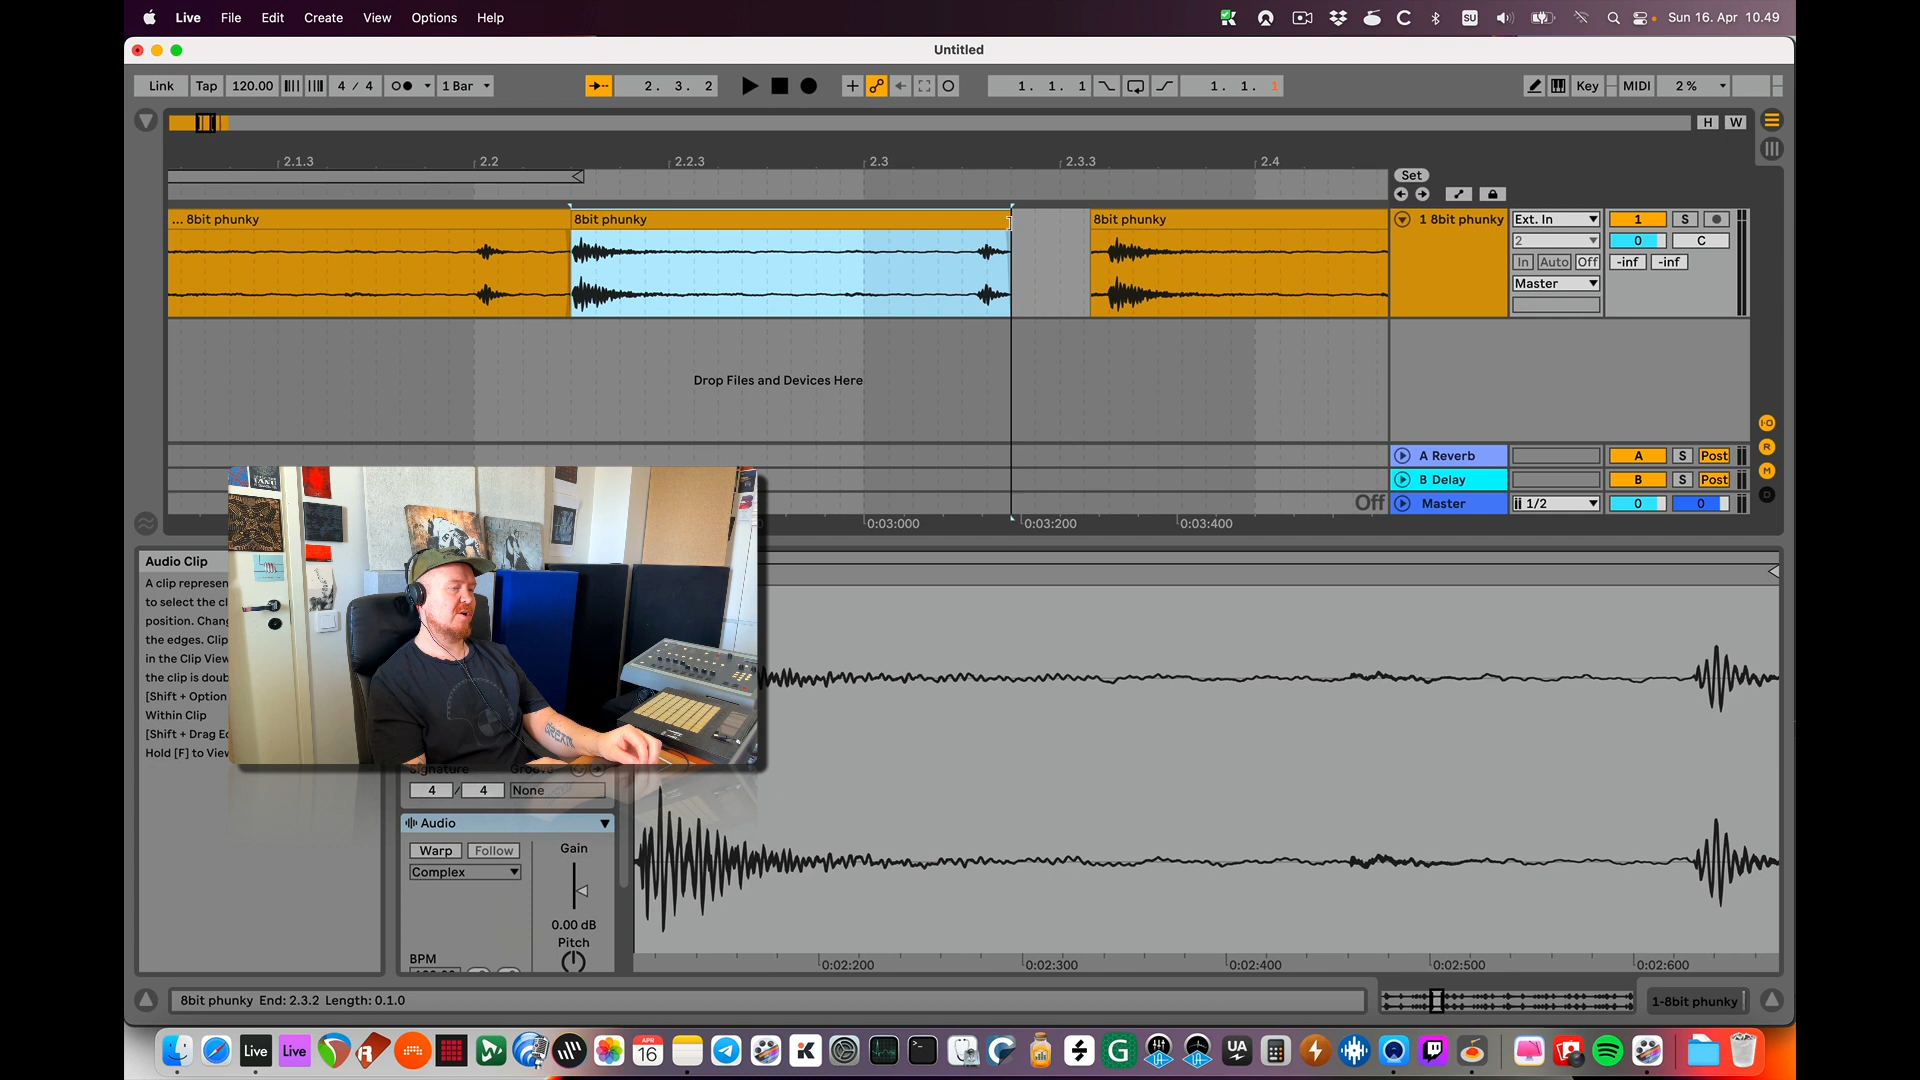 Live File Edit Create View Options Help
SU Sun 16. Apr 10.49
Untitled
Link Tap 120.00 4 / 4 1 Bar 2. 3. 2 1. 1. 1 1. 1. 1 Key MIDI 2 %
H W
2.1.3 2.2 2.2.3 2.3 2.3.3 2.4
Set
... 8bit phunky 8bit phunky 8bit phunky 1 8bit phunky Ext. In 1 S
2 0 C
In Auto Off -inf -inf
Master
Drop Files and Devices Here
A Reverb A S Post
B Delay B S Post
Off Master 1/2 0 0
0:03:000 0:03:200 0:03:400
Audio Clip
A clip represen
to select the cl
position. Chang
the edges. Clip
in the Clip View
the clip is doub
[Shift + Option
Within Clip
[Shift + Drag Ed
Hold [F] to View
Signature Groove
4 / 4 None
Audio
Warp Follow Gain
Complex
0.00 dB
Pitch
BPM
0:02:200 0:02:300 0:02:400 0:02:500 0:02:600
8bit phunky End: 2.3.2 Length: 0.1.0
1-8bit phunky
Live Live APR 16 UA